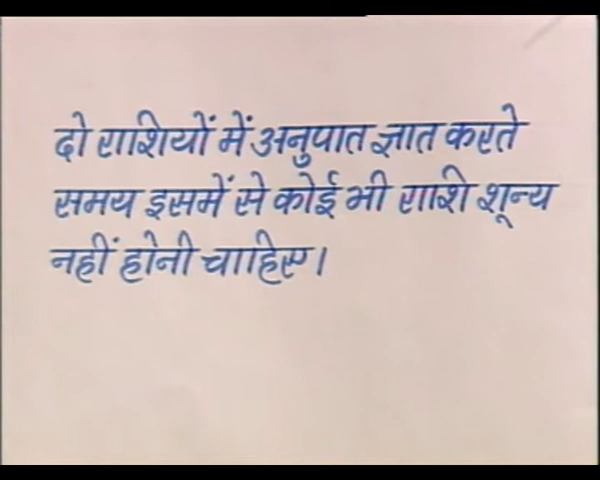 दो राशियों में अनुपात ज्ञात करते
समय इसमें से कोई भी राशि शून्य
नहीं होनी चाहिए।